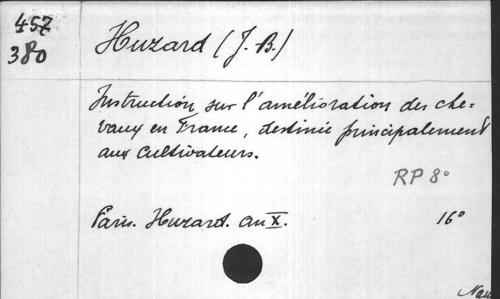 457
380
Huzard (J. B.)
Instruction sur l'amélioration des che=
vaux en France, destinée principalement
aux cultivateurs.
RP 8°
Paris. Huzard. an X. 16°